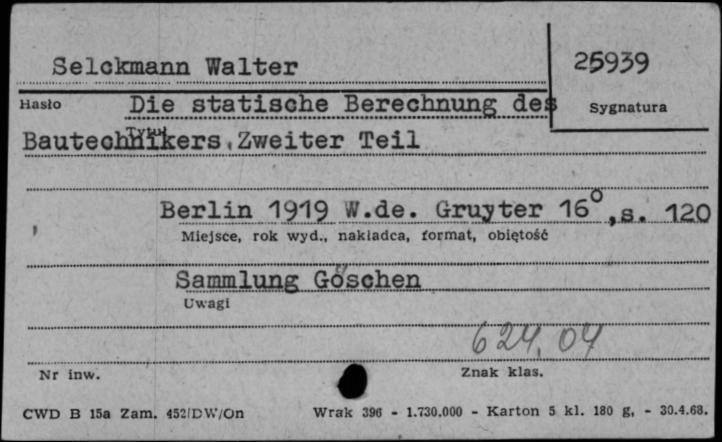 Selckmann Walter
25939
Hasło
Die statische Berechnung des
Sygnatura
Tytuł
Bautechnikers, Zweiter Teil
Berlin 1919 W.de. Gruyter 16°, s. 120
Miejsce, rok wyd., nakładca, format, objętość
Sammlung Göschen
Uwagi
624.04
Nr inw.
Znak klas.
CWD B 15a Zam. 452/DW/On
Wrak 396 - 1.730.000 - Karton 5 kl. 180 g, - 30.4.68.